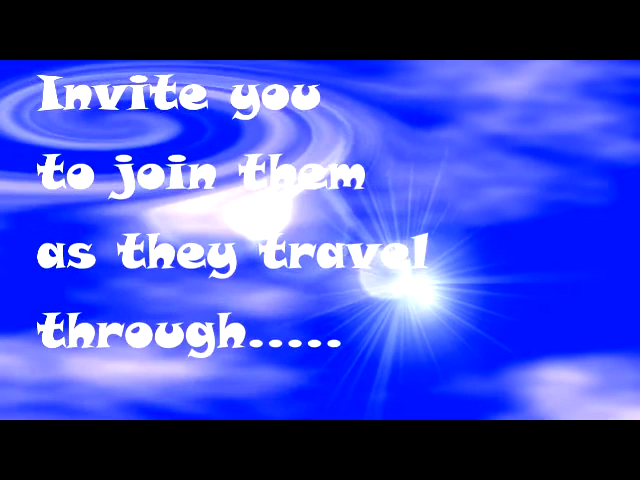 Invite you
to join them
as they travel
through.....